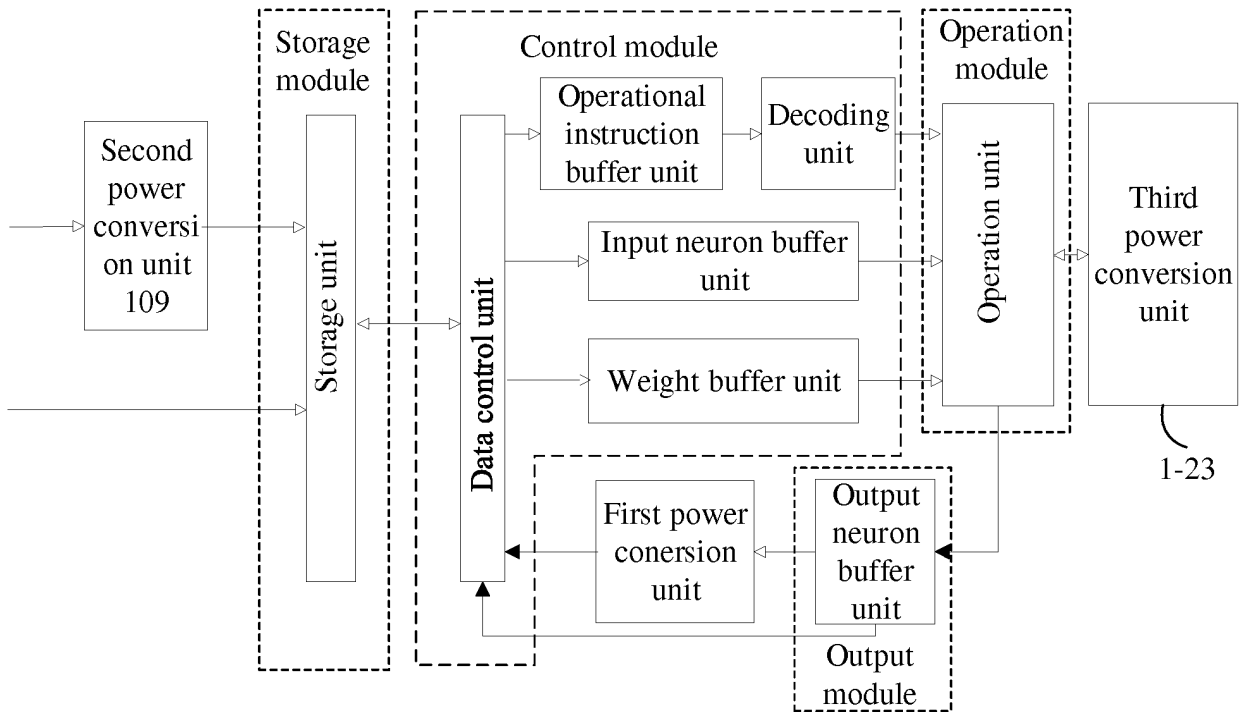 Storage
module
Control module
Operation
module
Second
power
conversi
on unit
109
Storage unit
Data control unit
Operational
instruction
buffer unit
Decoding
unit
Input neuron buffer
unit
Weight buffer unit
Operation unit
Third
power
conversion
unit
1-23
First power
conersion
unit
Output
neuron
buffer
unit
Output
module